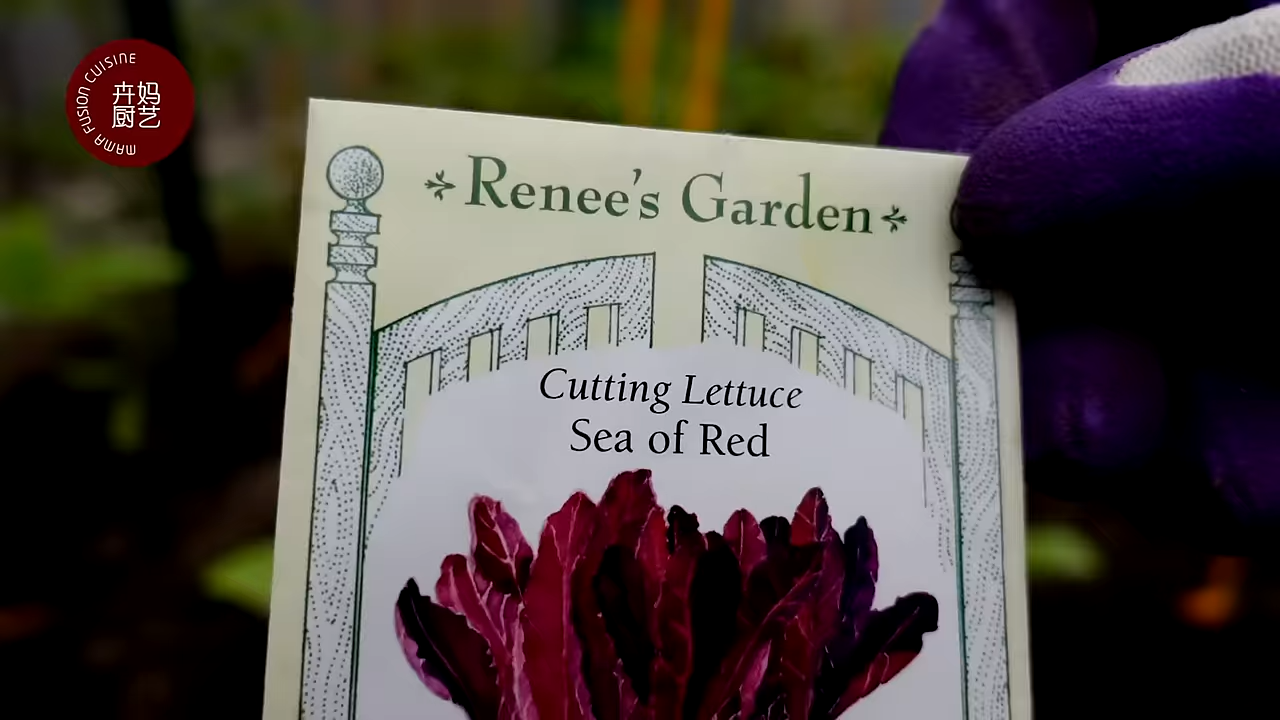 MAMA FUSION CUISINE
卉妈
厨艺
Renee's Garden
Cutting Lettuce
Sea of Red